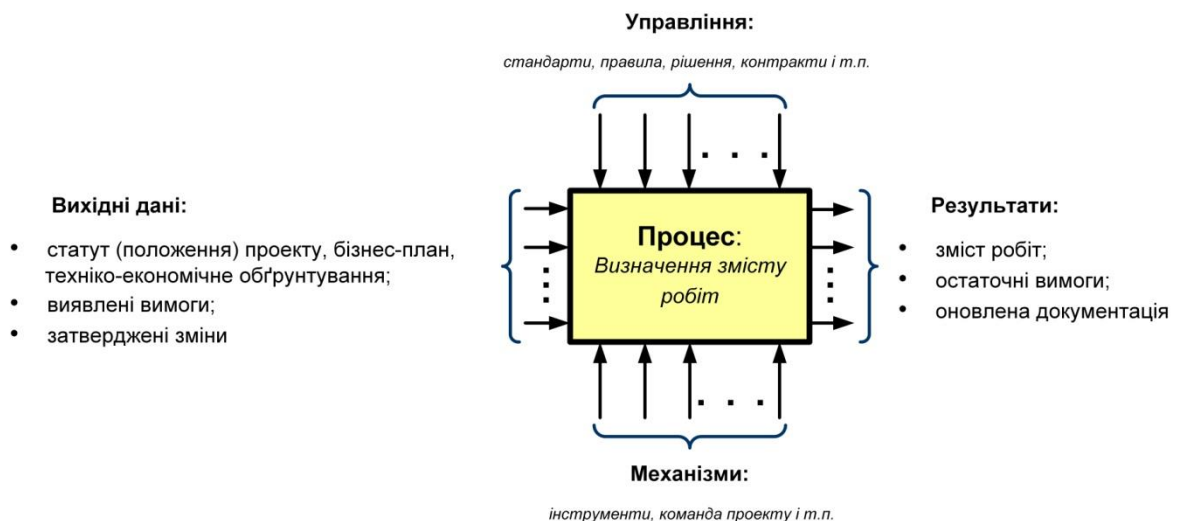 Управління:
стандарти, правила, рішення, контракти і т.п.
Вихідні дані:
• статут (положення) проекту, бізнес-план,
техніко-економічне обґрунтування;
• виявлені вимоги;
• затверджені зміни
Процес:
Визначення змісту
робіт
Результати:
• зміст робіт;
• остаточні вимоги;
• оновлена документація
Механізми:
інструменти, команда проекту і т.п.